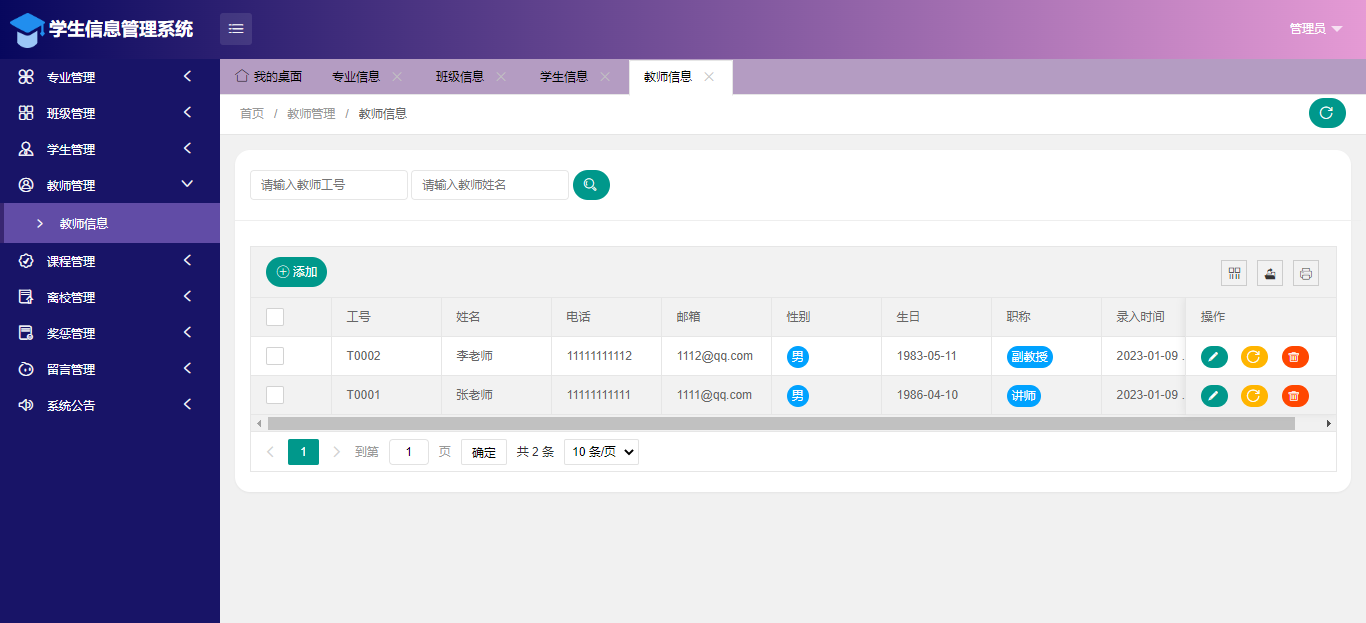 学生信息管理系统
管理员
专业管理
班级管理
学生管理
教师管理
教师信息
课程管理
离校管理
奖惩管理
留言管理
系统公告
我的桌面 专业信息 班级信息 学生信息 教师信息
首页 / 教师管理 / 教师信息
请输入教师工号 请输入教师姓名
添加
工号 姓名 电话 邮箱 性别 生日 职称 录入时间 操作
T0002 李老师 11111111112 1112@qq.com 男 1983-05-11 副教授 2023-01-09 .
T0001 张老师 11111111111 1111@qq.com 男 1986-04-10 讲师 2023-01-09 .
1 到第 1 页 确定 共 2 条 10 条/页